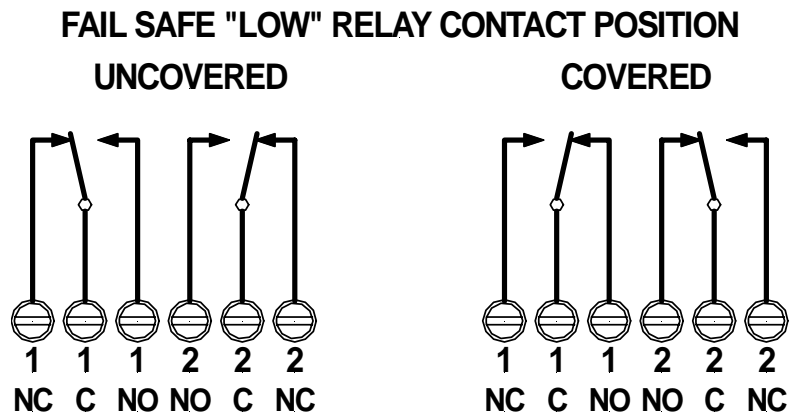 FAIL SAFE "LOW" RELAY CONTACT POSITION
UNCOVERED COVERED
1 1 1 2 2 2 1 1 1 2 2 2
NC C NO NO C NC NC C NO NO C NC